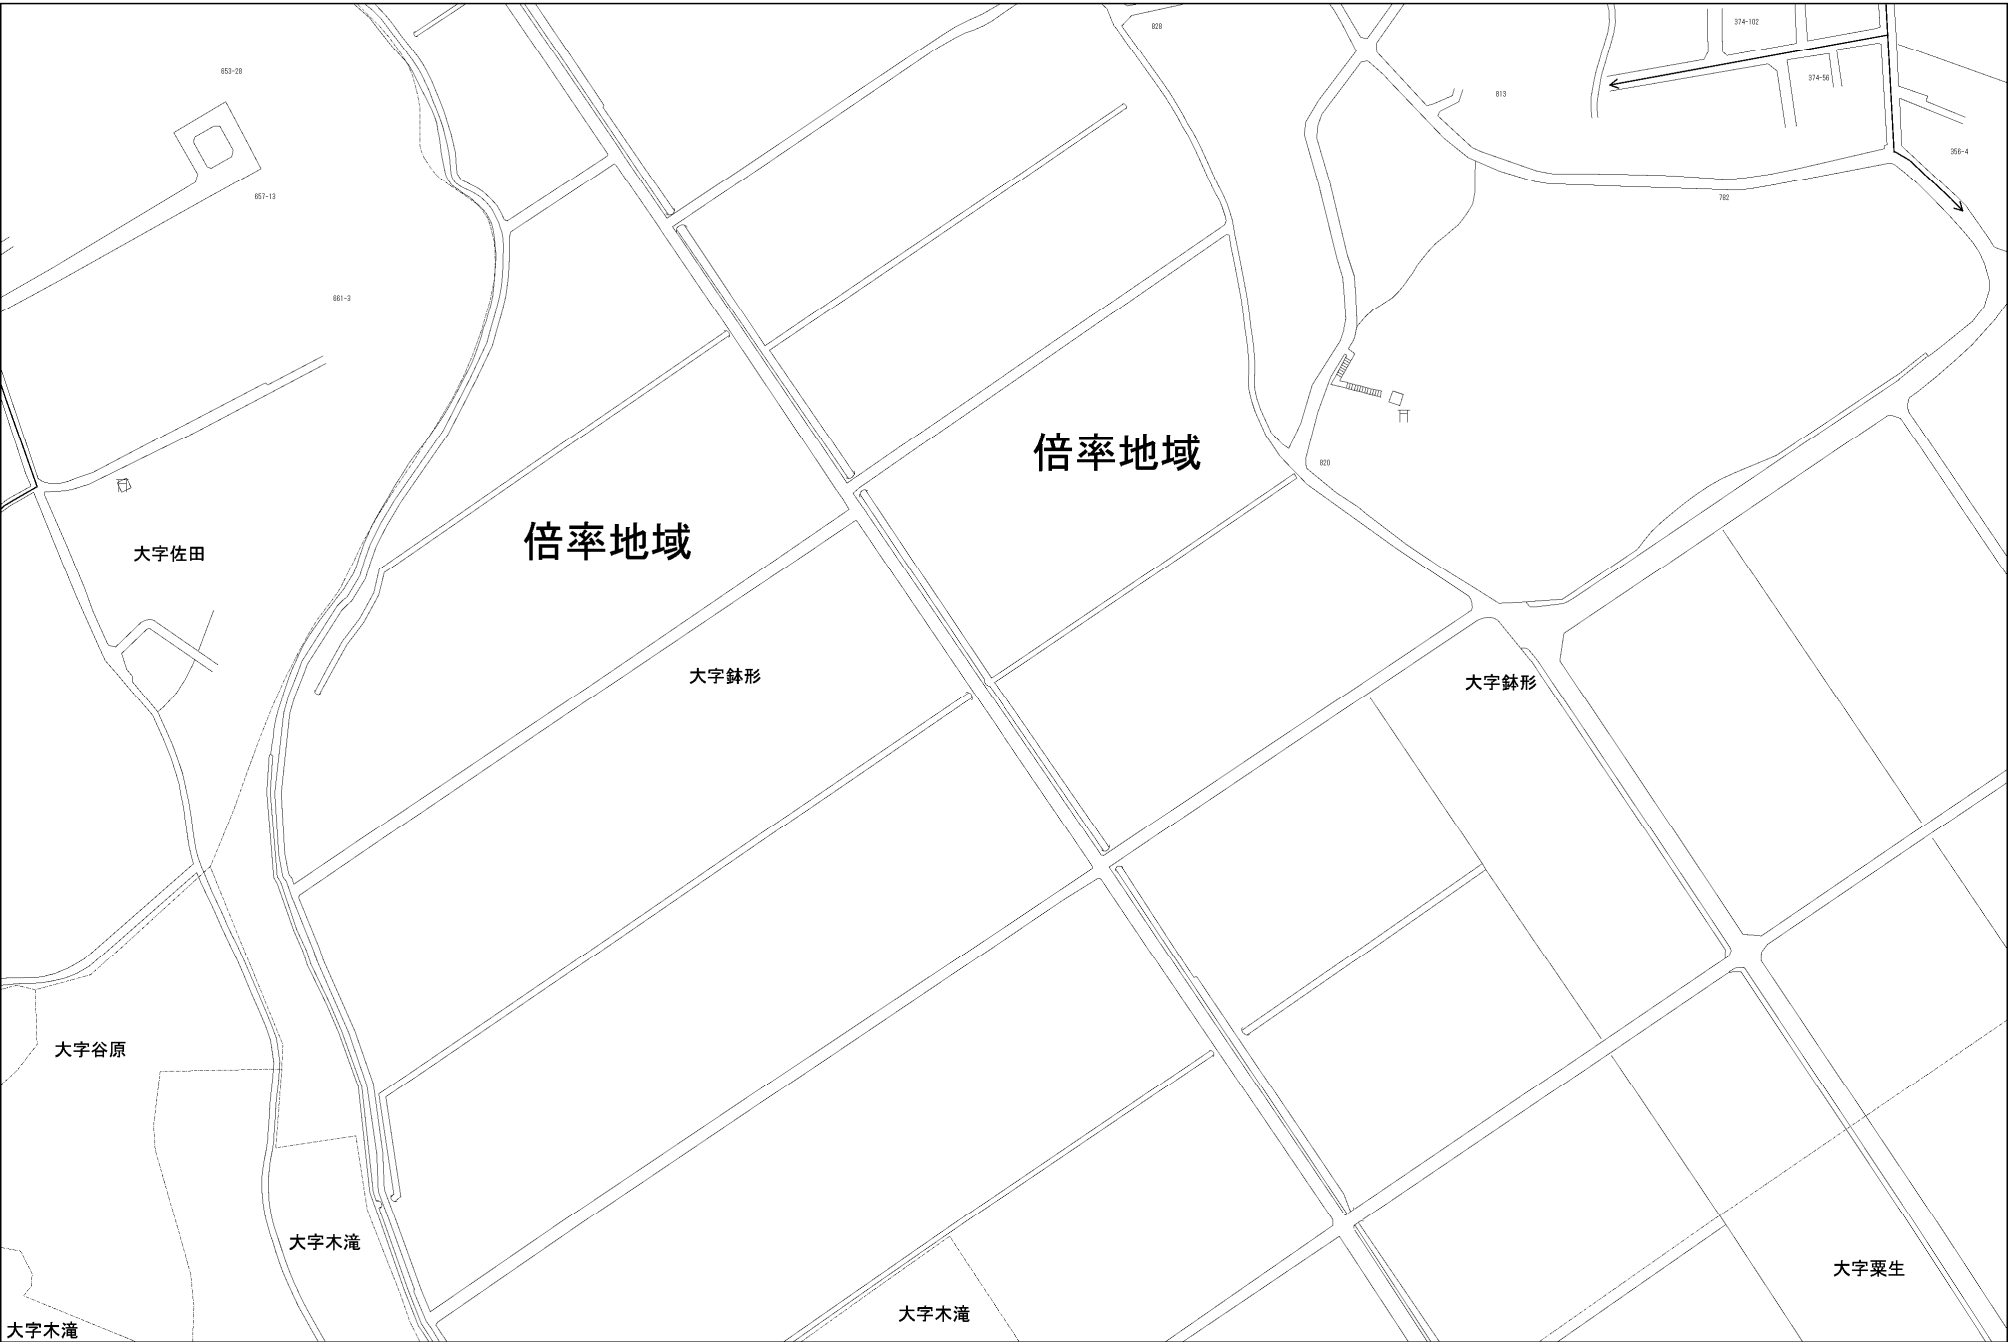 374-102
828
653-28
374-56
813
356-4
657-13
782
661-3
倍率地域
820
倍率地域
大字佐田
大字鉢形
大字鉢形
大字谷原
大字木滝
大字粟生
大字木滝
大字木滝